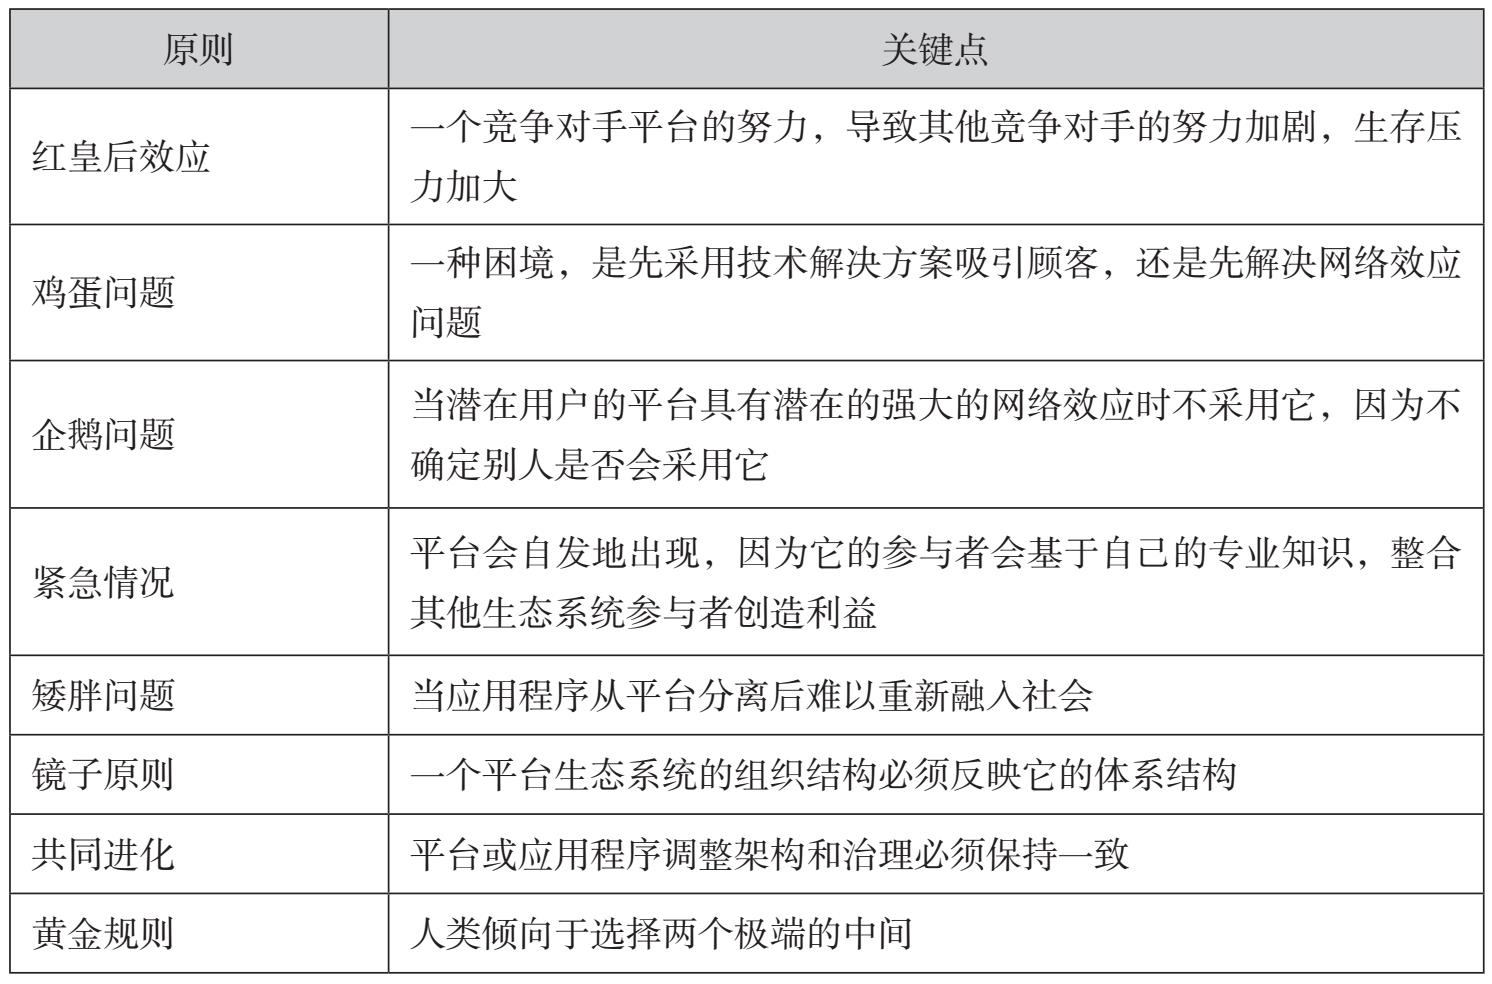 原则 关键点
红皇后效应
一个竞争对手平台的努力，导致其他竞争对手的努力加剧，生存压
力加大
鸡蛋问题
一种困境，是先采用技术解决方案吸引顾客，还是先解决网络效应
问题
企鹅问题
当潜在用户的平台具有潜在的强大的网络效应时不采用它，因为不
确定别人是否会采用它
紧急情况
平台会自发地出现，因为它的参与者会基于自己的专业知识，整合
其他生态系统参与者创造利益
矮胖问题 当应用程序从平台分离后难以重新融入社会
镜子原则 一个平台生态系统的组织结构必须反映它的体系结构
共同进化 平台或应用程序调整架构和治理必须保持一致
黄金规则 人类倾向于选择两个极端的中间